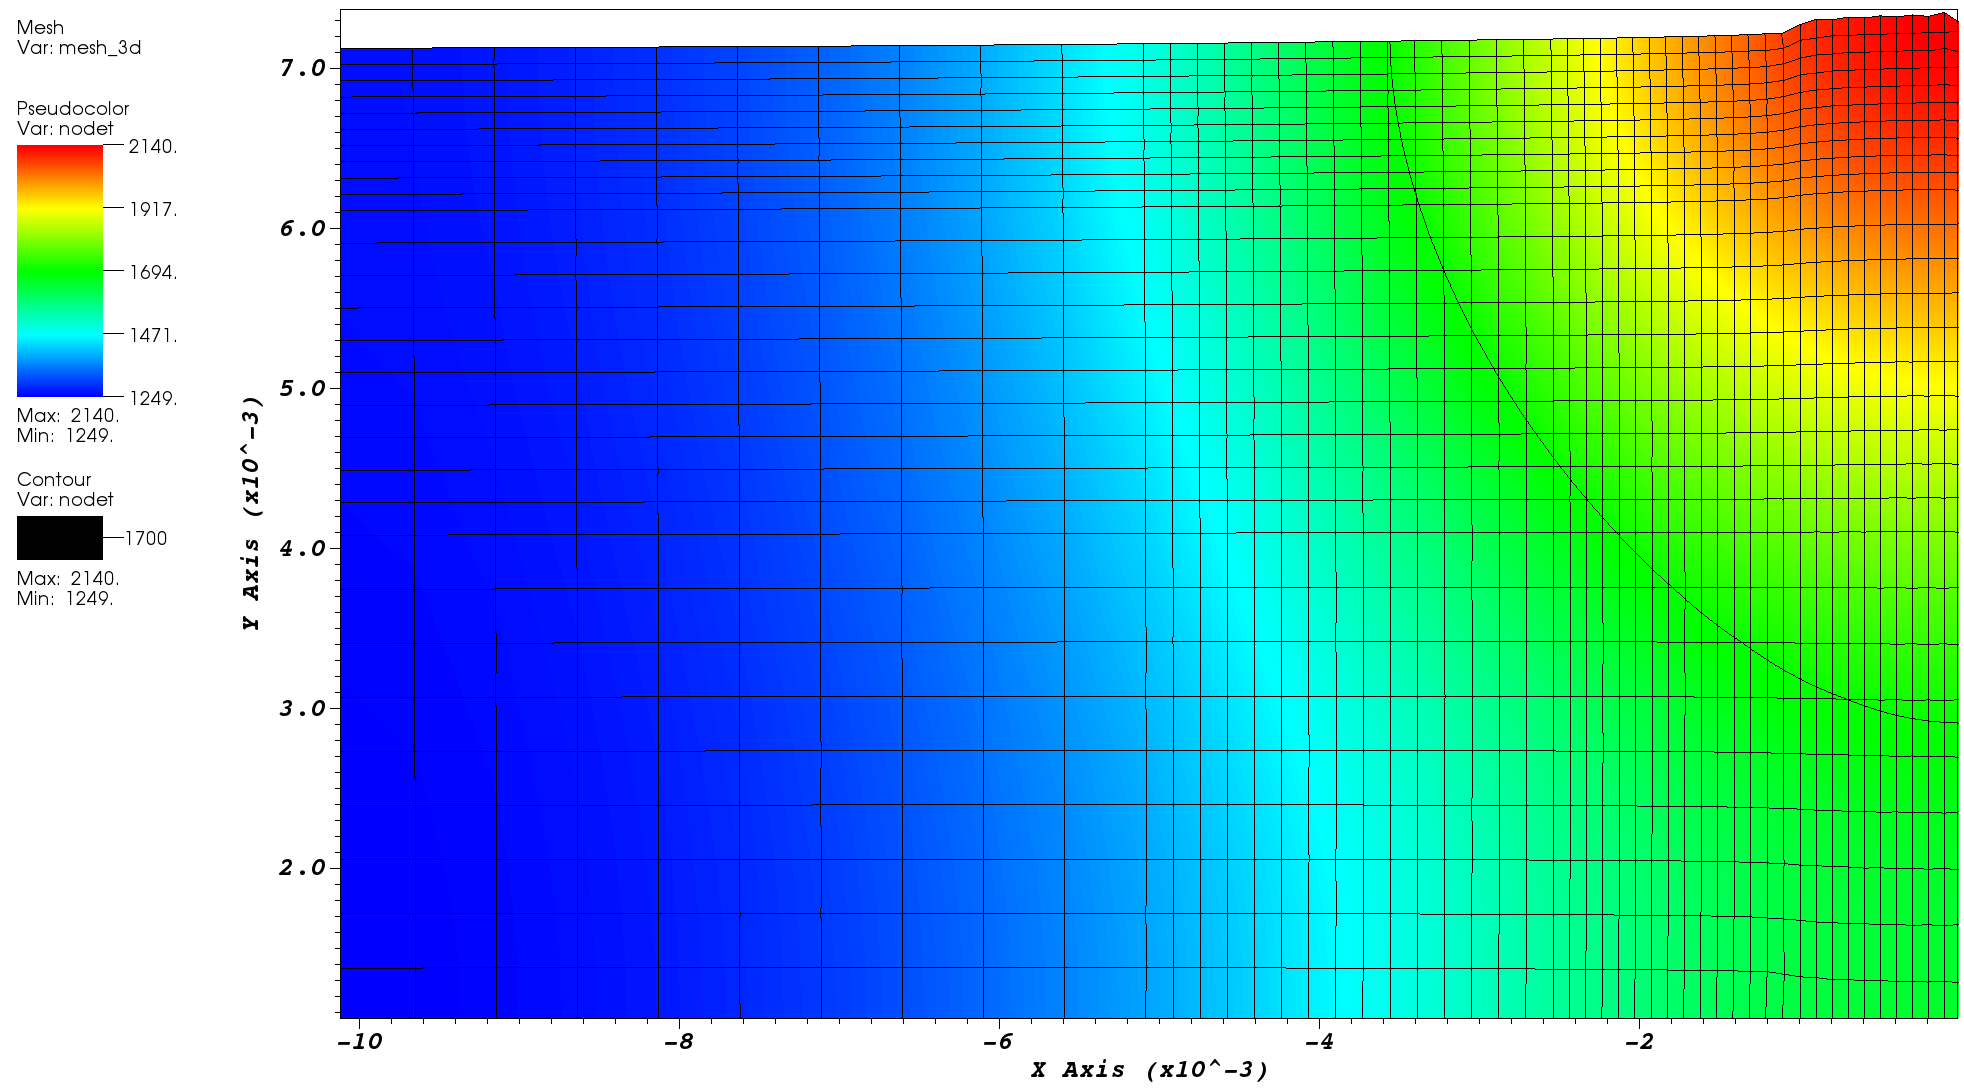 Mesh
Var: mesh_3d
Pseudocolor
Var: nodet
2140.
1917.
1694.
1471.
1249.
Max: 2140.
Min: 1249.
Contour
Var: nodet
1700
Max: 2140.
Min: 1249.
7.0
6.0
5.0
4.0
3.0
2.0
Y Axis (x10^-3)
-10
-8
-6
-4
-2
X Axis (x10^-3)